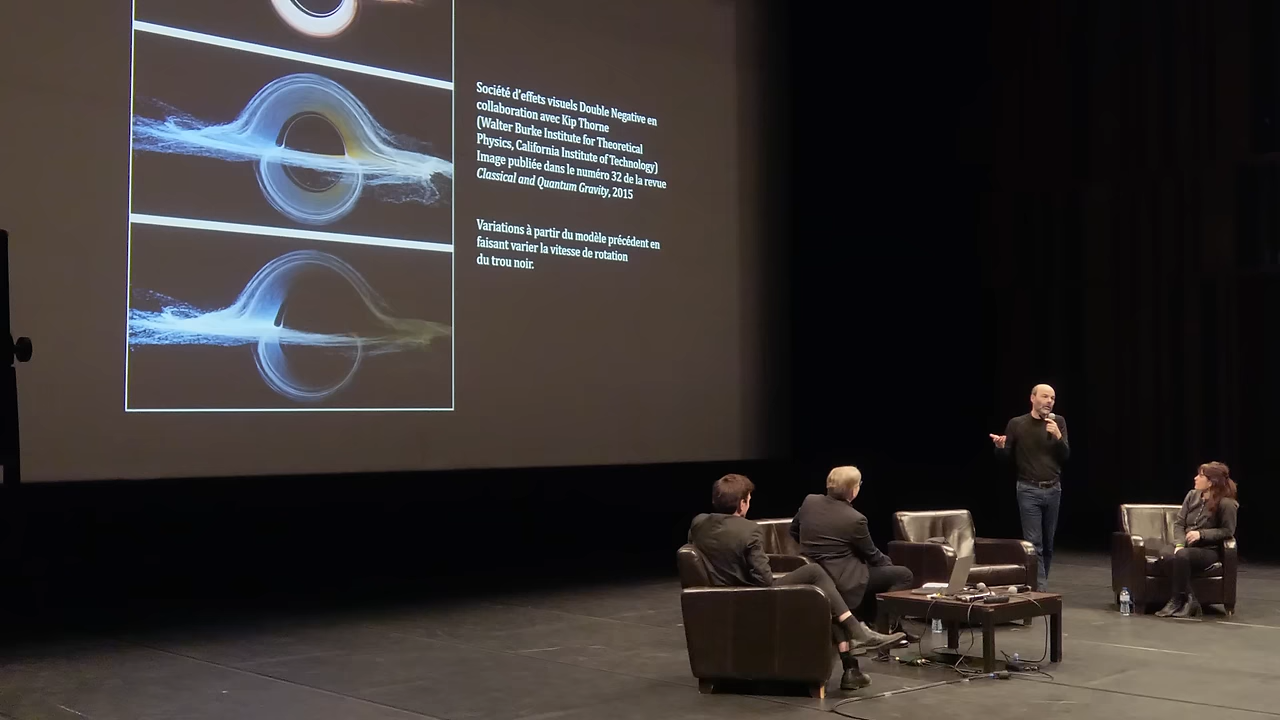 Société d'effets visuels Double Negative en
collaboration avec Kip Thorne
(Walter Burke Institute for Theoretical
Physics, California Institute of Technology)
Image publiée dans le numéro 32 de la revue
Classical and Quantum Gravity, 2015
Variations à partir du modèle précédent en
faisant varier la vitesse de rotation
du trou noir.